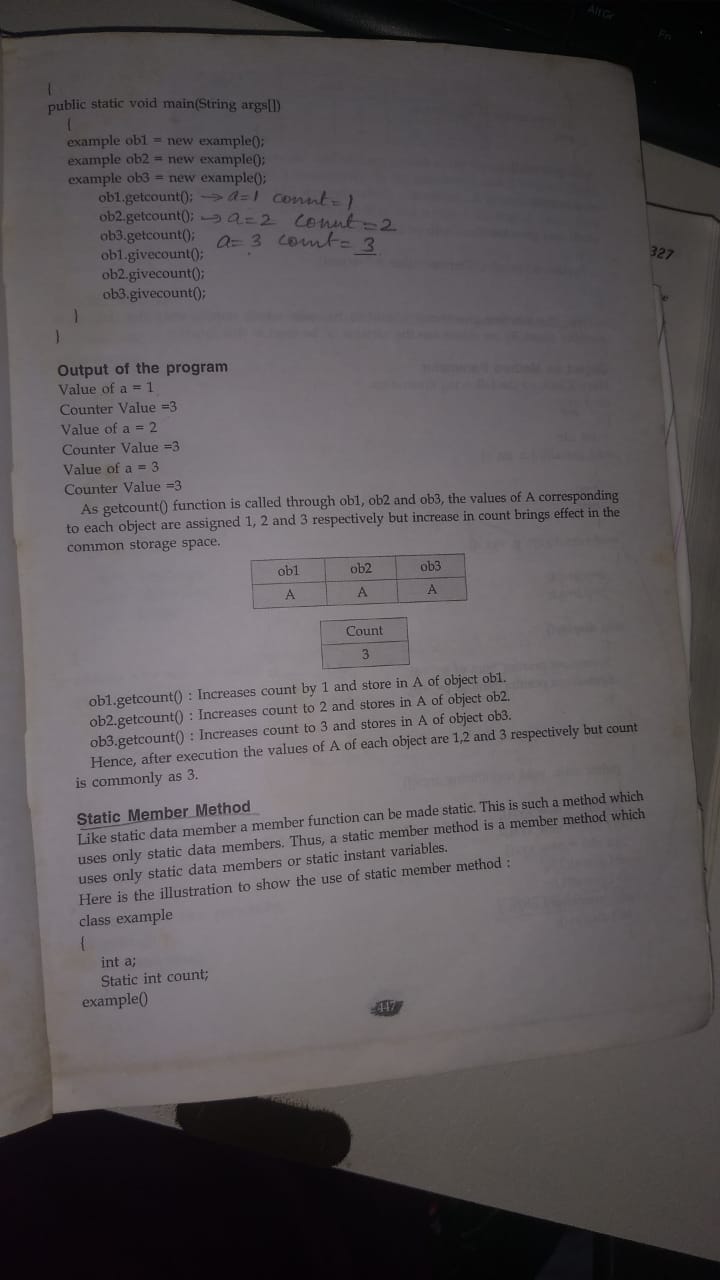 AltGr
Fn
{
public static void main(String args[])
{
example ob1 = new example();
example ob2 = new example();
example ob3 = new example();
ob1.getcount(); → a=1 count=1
ob2.getcount(); → a=2 count=2
ob3.getcount(); a=3 count=3
ob1.givecount();
ob2.givecount();
ob3.givecount();
}
}
327
Output of the program
Value of a = 1
Counter Value =3
Value of a = 2
Counter Value =3
Value of a = 3
Counter Value =3
As getcount() function is called through ob1, ob2 and ob3, the values of A corresponding
to each object are assigned 1, 2 and 3 respectively but increase in count brings effect in the
common storage space.
ob1 ob2 ob3
A A A
Count
3
ob1.getcount() : Increases count by 1 and store in A of object ob1.
ob2.getcount() : Increases count to 2 and stores in A of object ob2.
ob3.getcount() : Increases count to 3 and stores in A of object ob3.
Hence, after execution the values of A of each object are 1,2 and 3 respectively but count
is commonly as 3.
Static Member Method
Like static data member a member function can be made static. This is such a method which
uses only static data members. Thus, a static member method is a member method which
uses only static data members or static instant variables.
Here is the illustration to show the use of static member method :
class example
{
int a;
Static int count;
example()
447